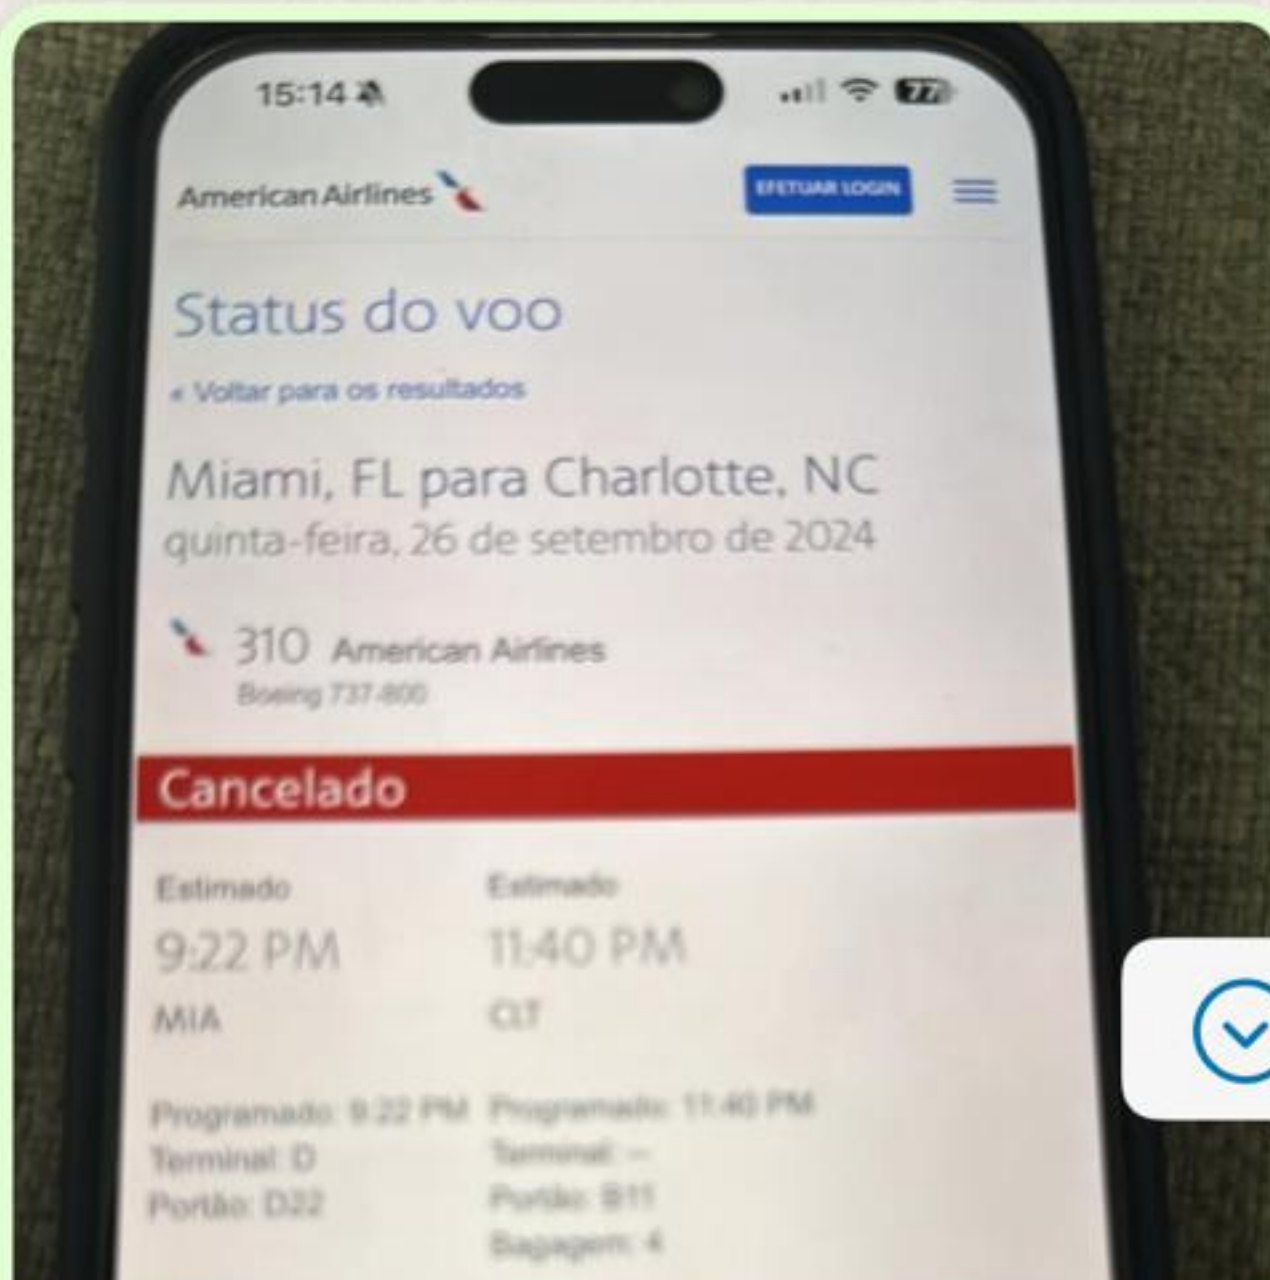 15:14
77
American Airlines
EFETUAR LOGIN
Status do voo
« Voltar para os resultados
Miami, FL para Charlotte, NC
quinta-feira, 26 de setembro de 2024
310 American Airlines
Boeing 737-800
Cancelado
Estimado Estimado
9:22 PM 11:40 PM
MIA CLT
Programado: 9:22 PM Programado: 11:40 PM
Terminal: D Terminal: --
Portão: D22 Portão: B11
Bagagem: 4